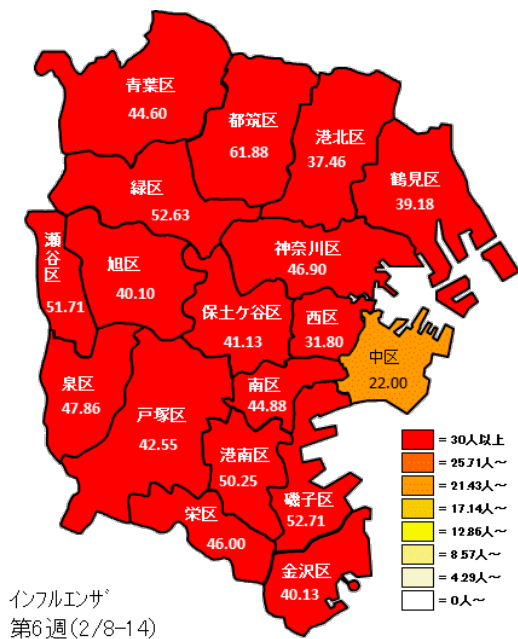 青葉区
44.60
都筑区
61.88
港北区
37.46
鶴見区
39.18
緑区
52.63
神奈川区
46.90
瀬谷区
51.71
旭区
40.10
保土ケ谷区
41.13
西区
31.80
中区
22.00
泉区
47.86
戸塚区
42.55
南区
44.88
港南区
50.25
磯子区
52.71
栄区
46.00
金沢区
40.13
= 30人以上
= 25.71人～
= 21.43人～
= 17.14人～
= 12.86人～
= 8.57人～
= 4.29人～
= 0人～
インフルエンザ
第6週(2/8-14)